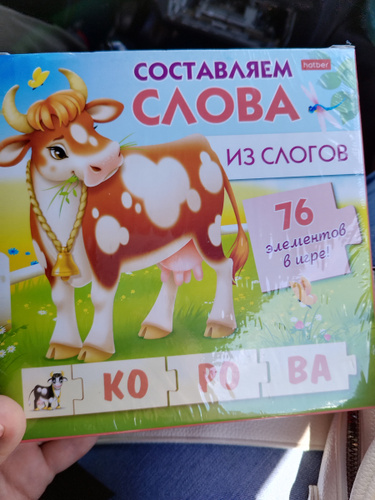 hatber
СОСТАВЛЯЕМ
СЛОВА
ИЗ СЛОГОВ
76
элементов
в игре!
КО РО ВА